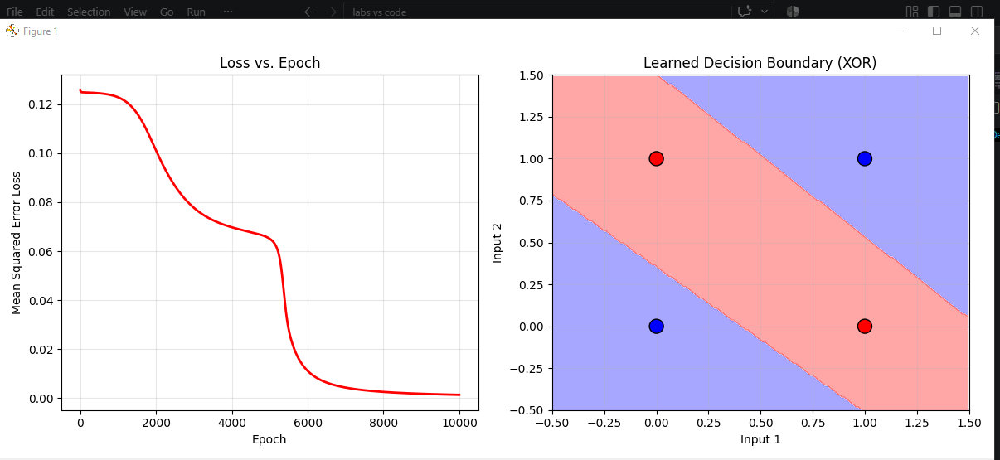 File Edit Selection View Go Run ··· labs vs code
Figure 1
Loss vs. Epoch
0.12
0.10
0.08
0.06
0.04
0.02
0.00
Mean Squared Error Loss
0 2000 4000 6000 8000 10000
Epoch
Learned Decision Boundary (XOR)
1.50
1.25
1.00
0.75
0.50
0.25
0.00
−0.25
−0.50
Input 2
−0.50 −0.25 0.00 0.25 0.50 0.75 1.00 1.25 1.50
Input 1